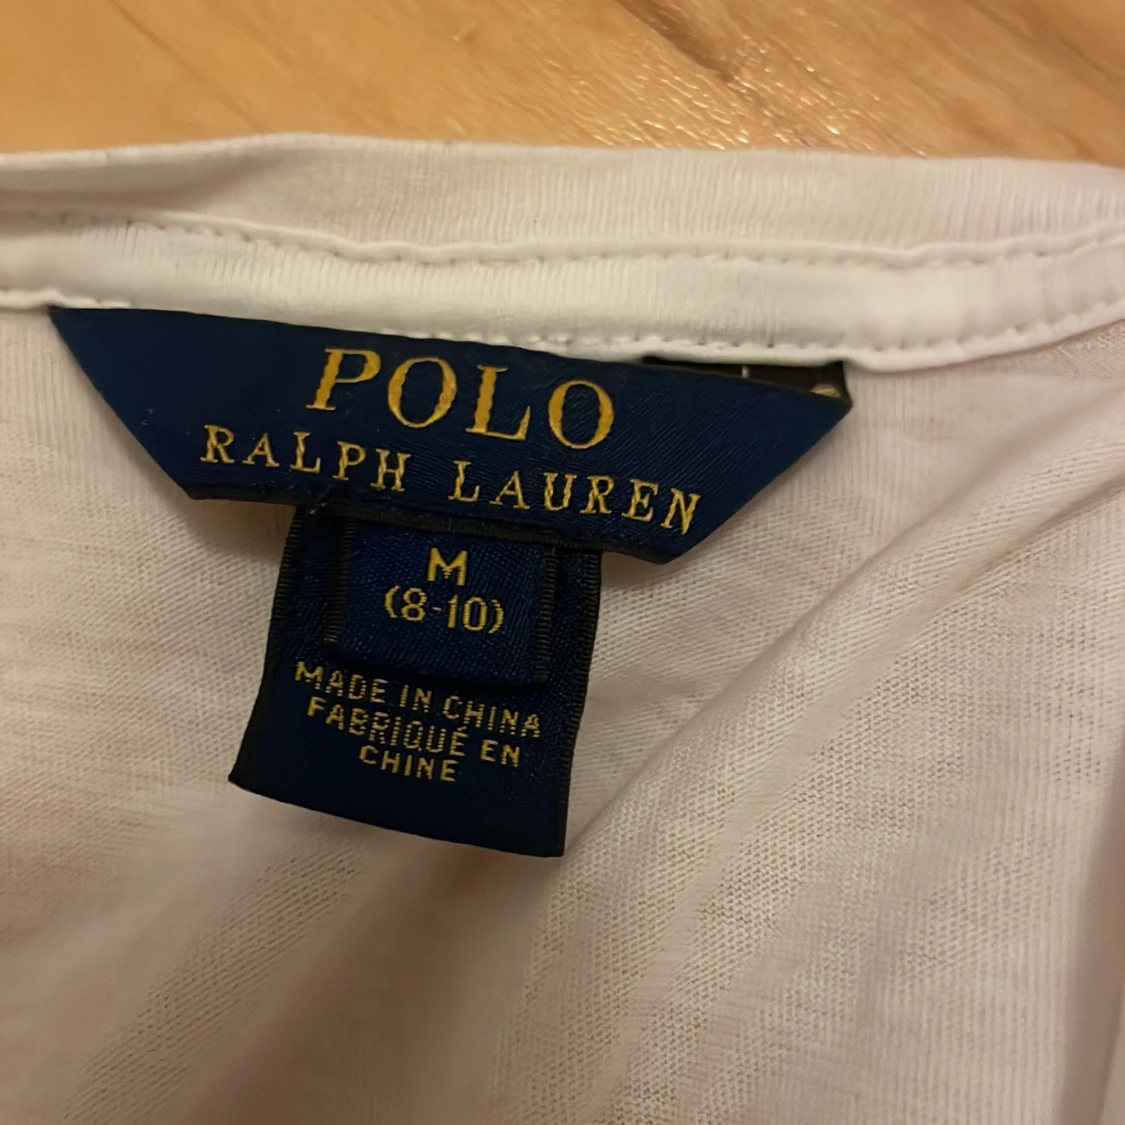 POLO
RALPH LAUREN
M
(8-10)
MADE IN CHINA
FABRIQUÉ EN
CHINE